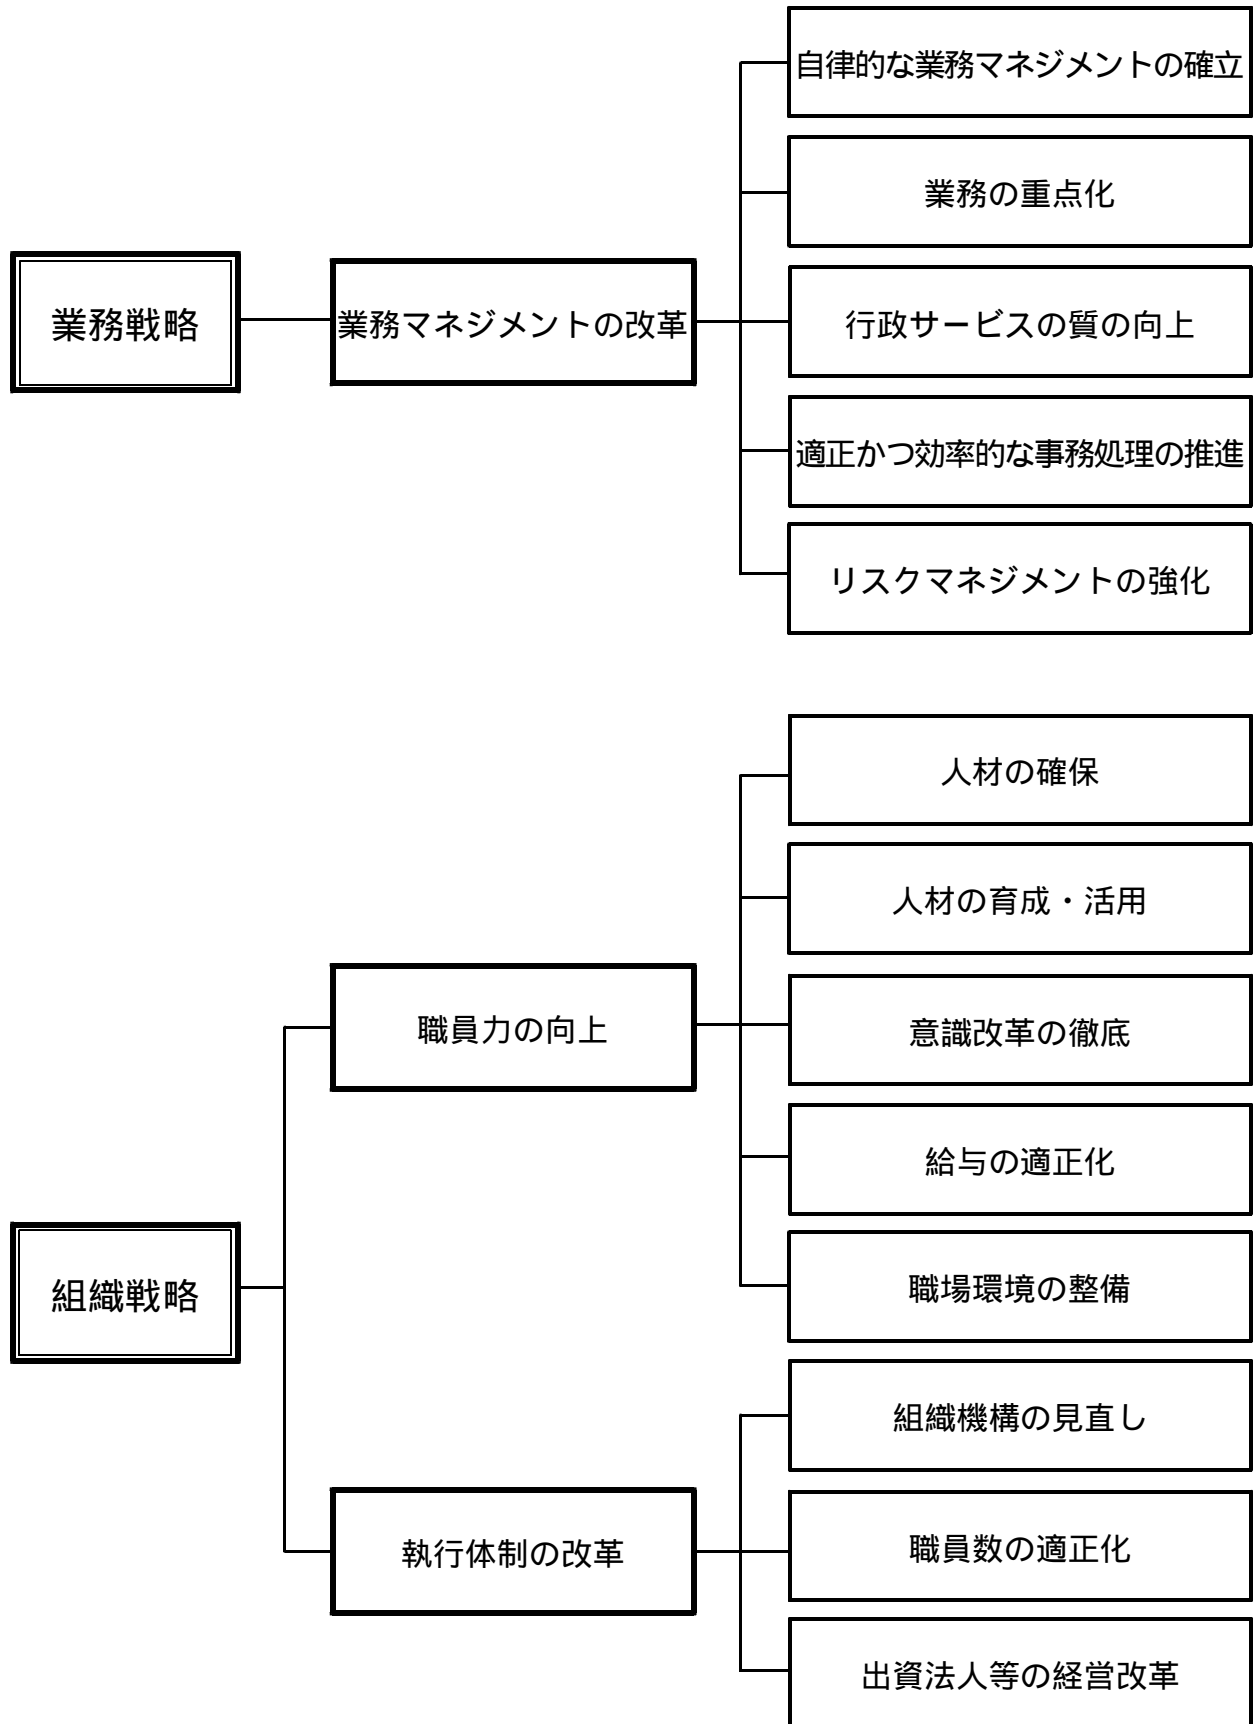 業務戦略
業務マネジメントの改革
自律的な業務マネジメントの確立
業務の重点化
行政サービスの質の向上
適正かつ効率的な事務処理の推進
リスクマネジメントの強化
組織戦略
職員力の向上
人材の確保
人材の育成・活用
意識改革の徹底
給与の適正化
職場環境の整備
執行体制の改革
組織機構の見直し
職員数の適正化
出資法人等の経営改革